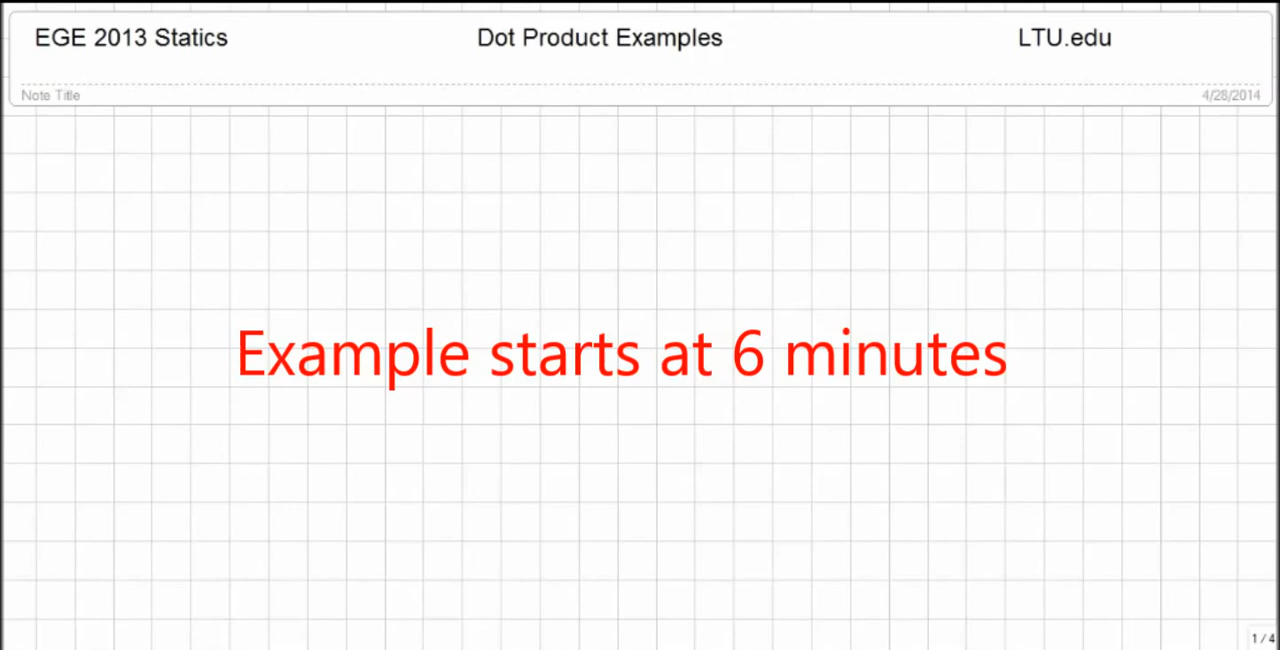 EGE 2013 Statics Dot Product Examples LTU.edu
Note Title 4/28/2014
Example starts at 6 minutes
1 / 4